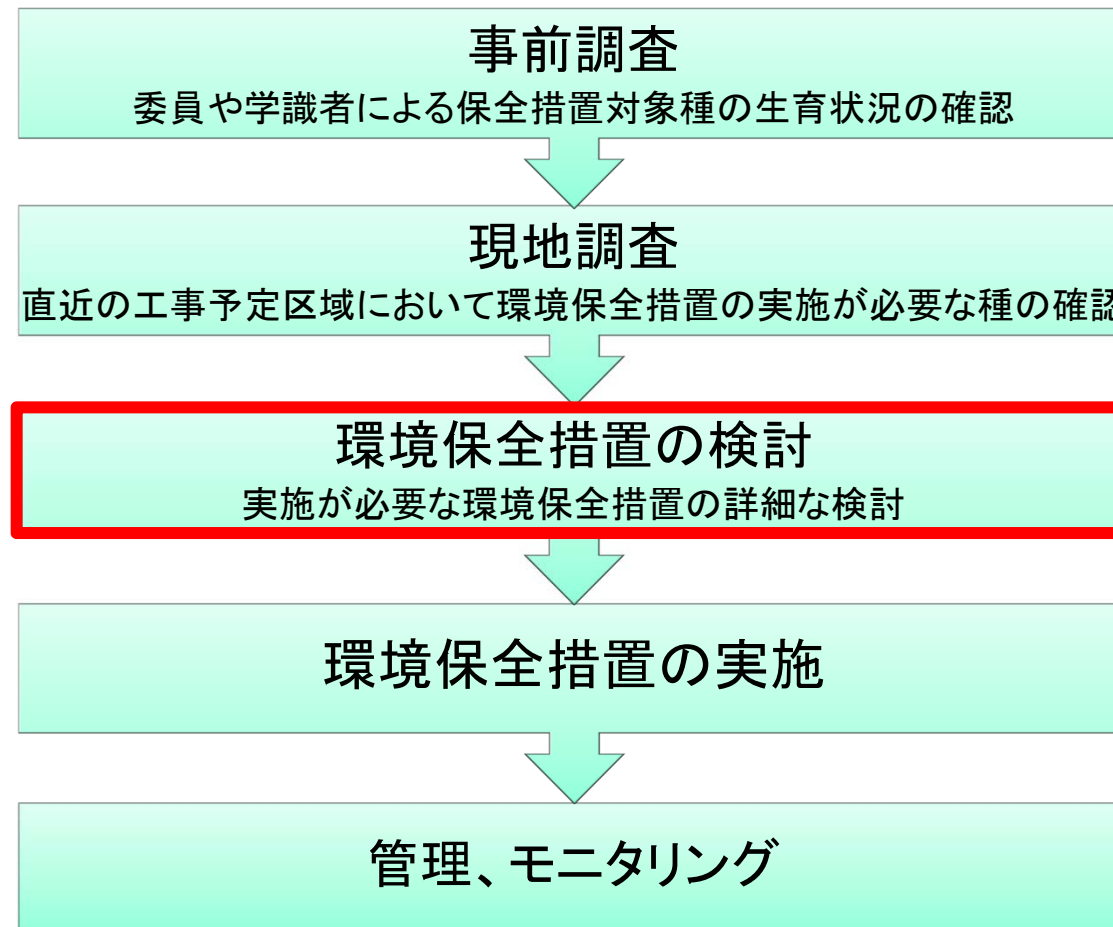 事前調査
委員や学識者による保全措置対象種の生育状況の確認
現地調査
直近の工事予定区域において環境保全措置の実施が必要な種の確認
環境保全措置の検討
実施が必要な環境保全措置の詳細な検討
環境保全措置の実施
管理、モニタリング